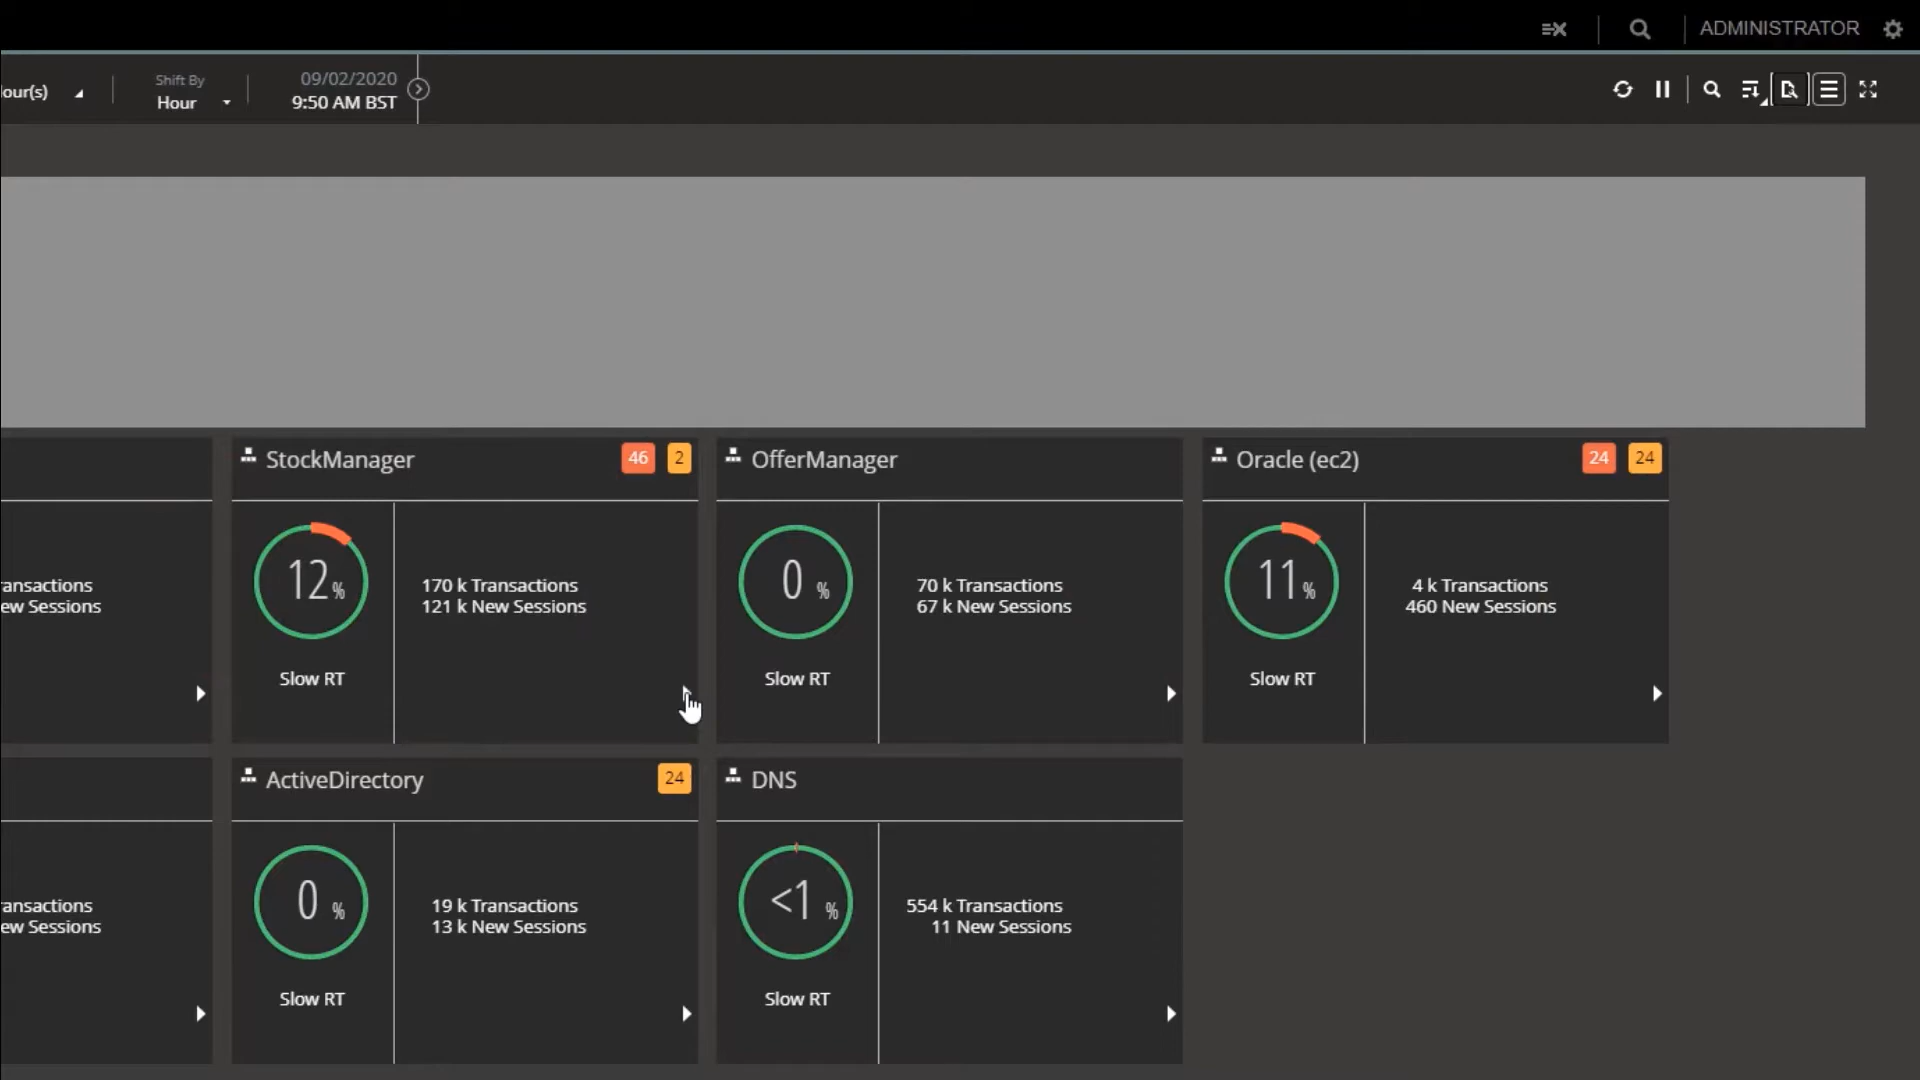 ADMINISTRATOR
our(s)
Shift By
Hour
09/02/2020
9:50 AM BST
StockManager
46
2
OfferManager
Oracle (ec2)
24
24
ansactions
ew Sessions
12 %
Slow RT
170 k Transactions
121 k New Sessions
0 %
Slow RT
70 k Transactions
67 k New Sessions
11 %
Slow RT
4 k Transactions
460 New Sessions
ActiveDirectory
24
DNS
ansactions
ew Sessions
0 %
Slow RT
19 k Transactions
13 k New Sessions
<1 %
Slow RT
554 k Transactions
11 New Sessions